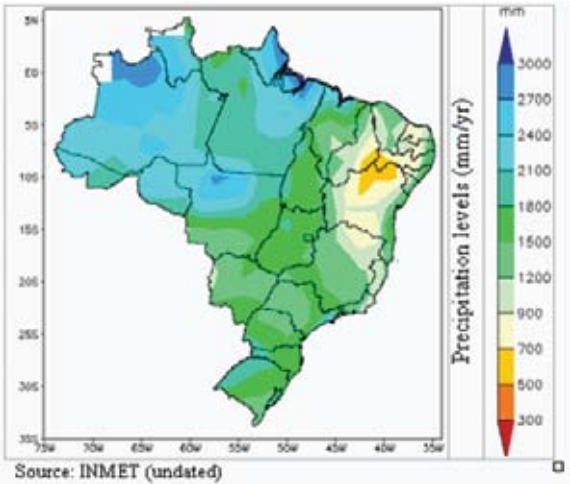 mm
5N
EQ
5S
10S
15S
20S
25S
30S
35S
75W
70W
65W
60W
55W
50W
45W
40W
35W
Precipitation levels (mm/yr)
3000
2700
2400
2100
1800
1500
1200
900
700
500
300
Source: INMET (undated)